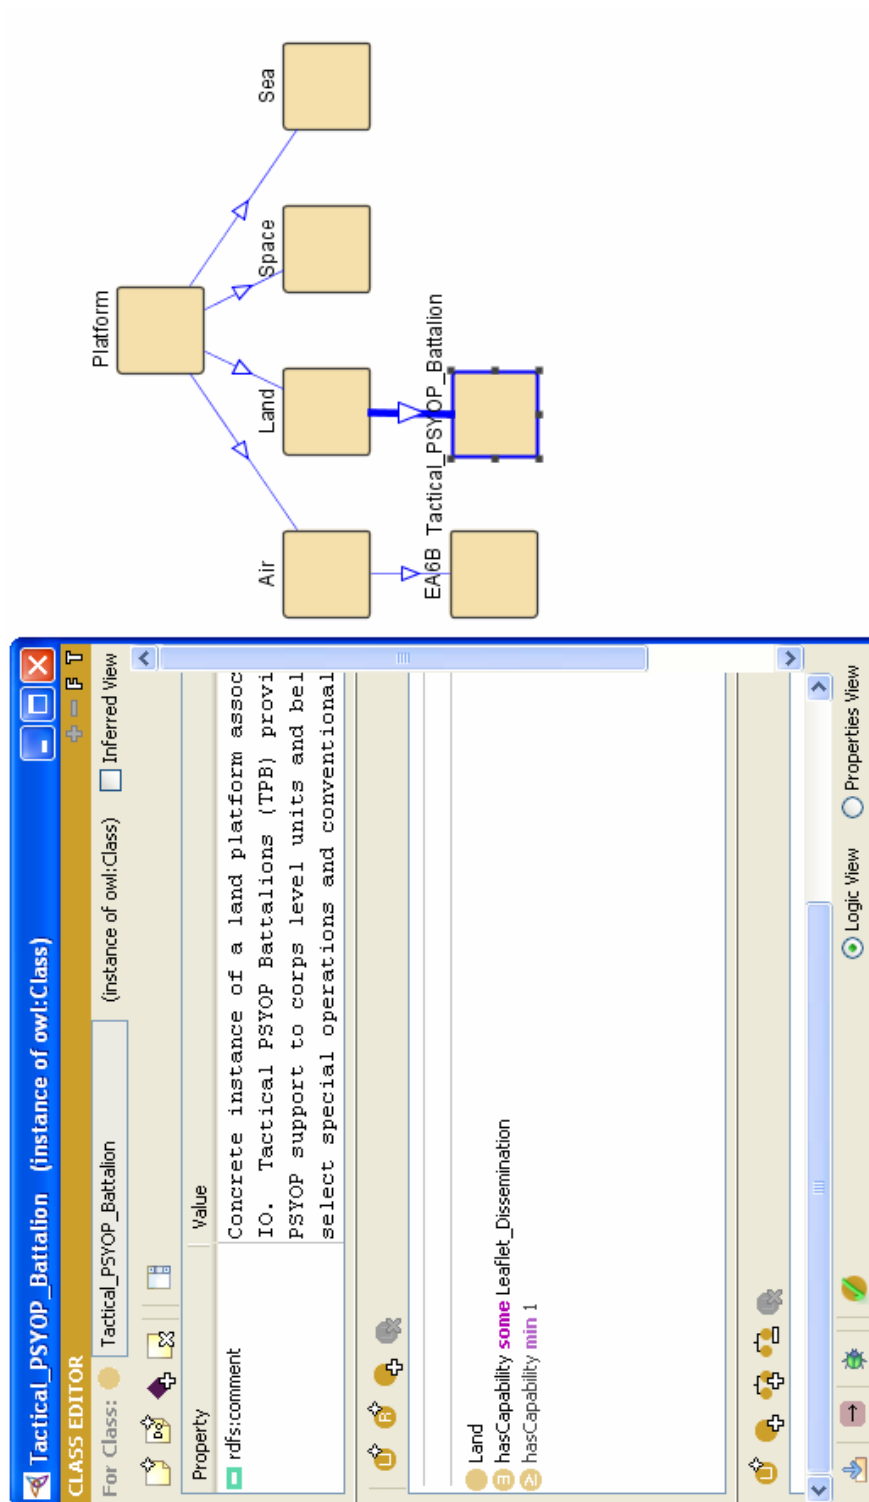 Tactical_PSYOP_Battalion (instance of owl:Class)
CLASS EDITOR
+ - F T
For Class: Tactical_PSYOP_Battalion (instance of owl:Class) Inferred View
Property Value
rdfs:comment Concrete instance of a land platform assoc
IO. Tactical PSYOP Battalions (TPB) provi
PSYOP support to corps level units and bel
select special operations and conventional
Land
hasCapability some Leaflet_Dissemination
hasCapability min 1
Logic View Properties View
Platform
Air Land Space Sea
EA6B Tactical_PSYOP_Battalion